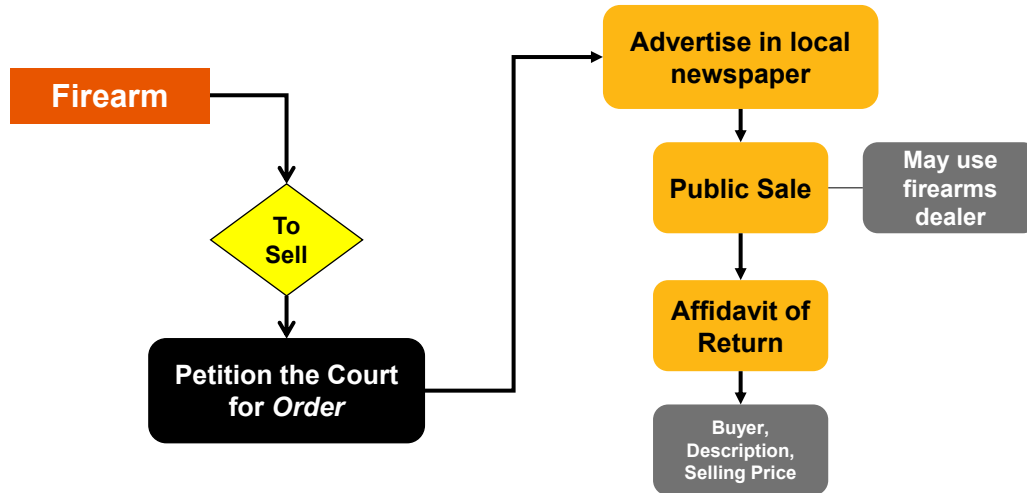 Firearm
To
Sell
Petition the Court
for Order
Advertise in local
newspaper
Public Sale
May use
firearms
dealer
Affidavit of
Return
Buyer,
Description,
Selling Price